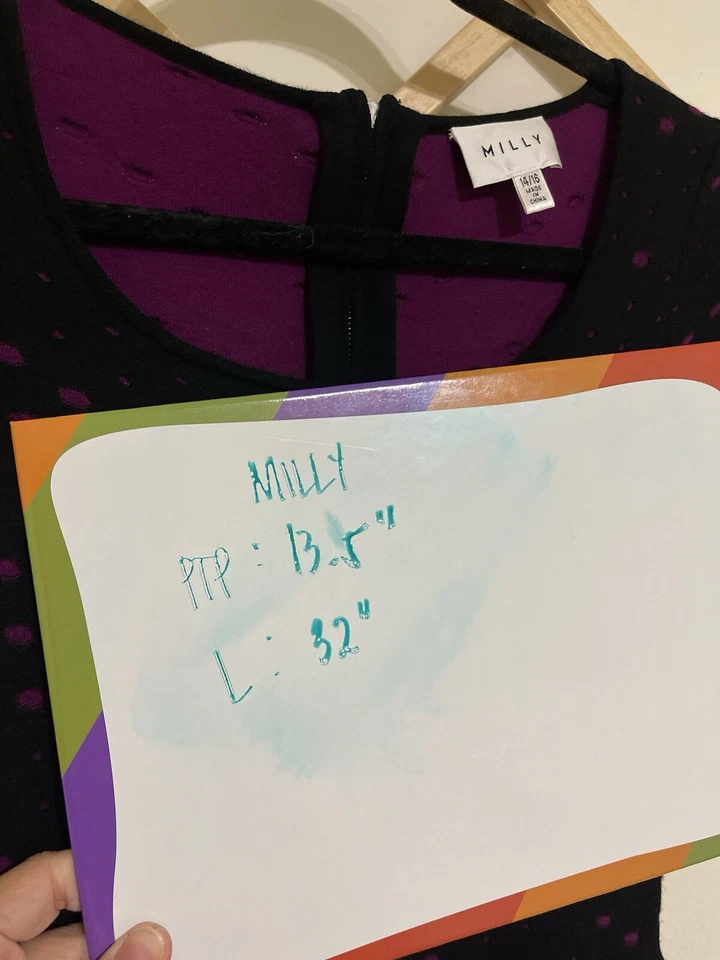 MILLY
14/16
MADE
IN
CHINA
MILLY
PTP : 13.5"
L : 32"